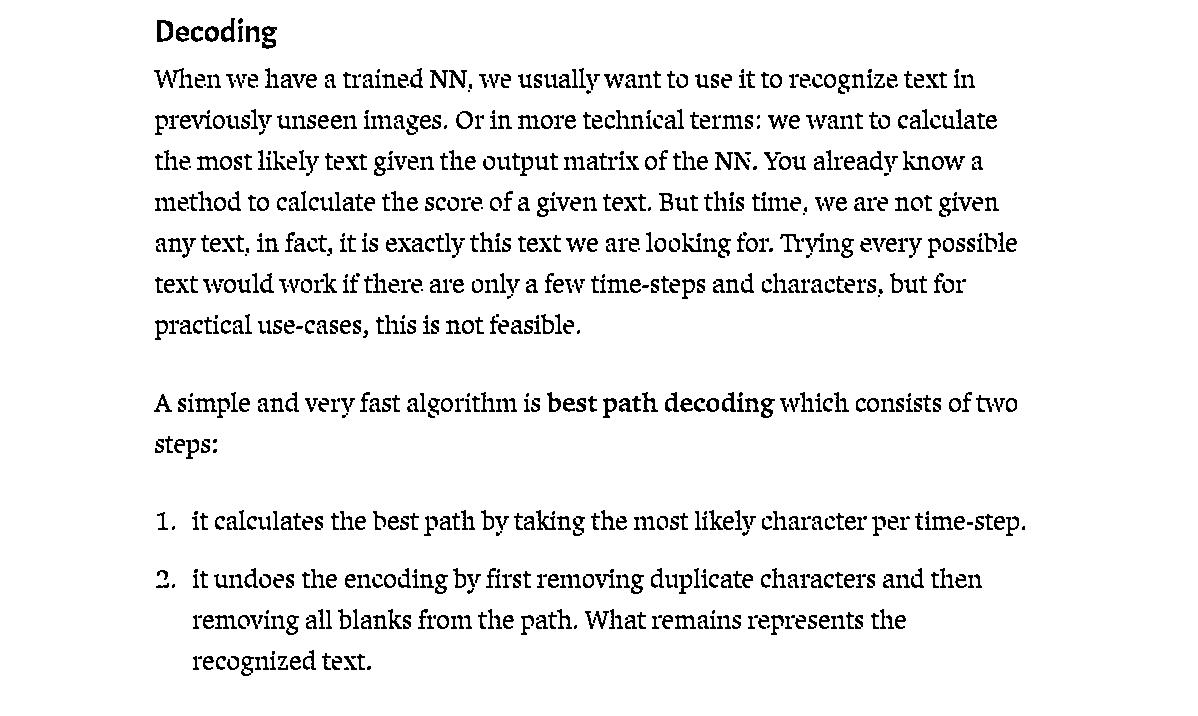 Decoding
When we have a trained NN, we usually want to use it to recognize text in
previously unseen images. Or in more technical terms: we want to calculate
the most likely text given the output matrix of the NN. You already know a
method to calculate the score of a given text. But this time, we are not given
any text, in fact, it is exactly this text we are looking for. Trying every possible
text would work if there are only a few time-steps and characters, but for
practical use-cases, this is not feasible.
A simple and very fast algorithm is best path decoding which consists of two
steps:
1. it calculates the best path by taking the most likely character per time-step.
2. it undoes the encoding by first removing duplicate characters and then
removing all blanks from the path. What remains represents the
recognized text.